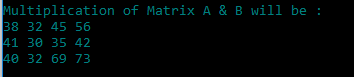 Multiplication of Matrix A & B will be :
38 32 45 56
41 30 35 42
40 32 69 73